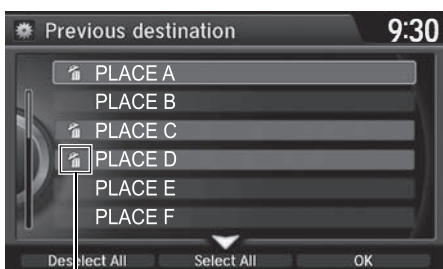 Previous destination 9:30
PLACE A
PLACE B
PLACE C
PLACE D
PLACE E
PLACE F
Deselect All Select All OK